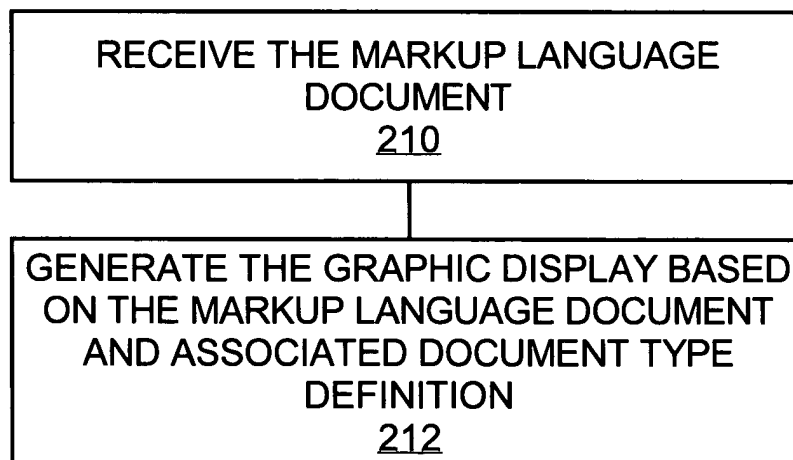 RECEIVE THE MARKUP LANGUAGE
DOCUMENT
210
GENERATE THE GRAPHIC DISPLAY BASED
ON THE MARKUP LANGUAGE DOCUMENT
AND ASSOCIATED DOCUMENT TYPE
DEFINITION
212